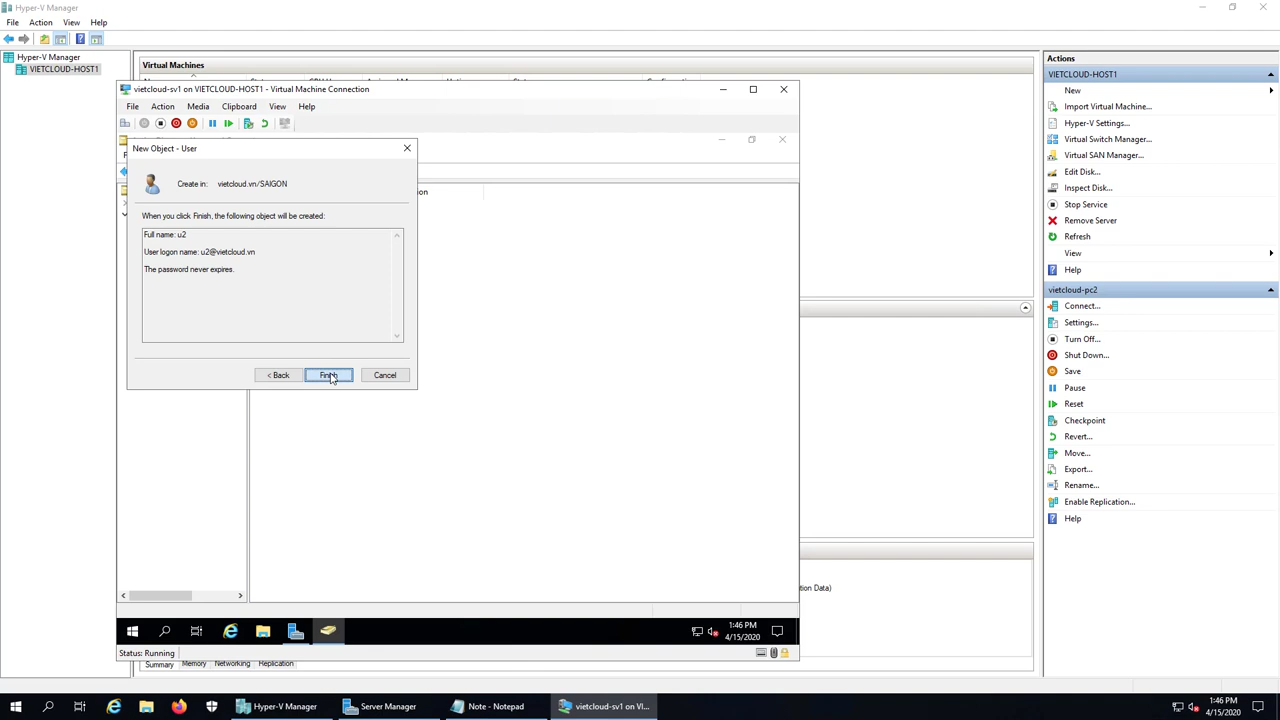 Hyper-V Manager
File Action View Help
Hyper-V Manager
VIETCLOUD-HOST1
Virtual Machines
vietcloud-sv1 on VIETCLOUD-HOST1 - Virtual Machine Connection
File Action Media Clipboard View Help
New Object - User
Create in: vietcloud.vn/SAIGON
When you click Finish, the following object will be created:
Full name: u2
User logon name: u2@vietcloud.vn
The password never expires.
< Back
Finish
Cancel
1:46 PM
4/15/2020
Status: Running
Summary Memory Networking Replication
tion Data)
Actions
VIETCLOUD-HOST1
New
Import Virtual Machine...
Hyper-V Settings...
Virtual Switch Manager...
Virtual SAN Manager...
Edit Disk...
Inspect Disk...
Stop Service
Remove Server
Refresh
View
Help
vietcloud-pc2
Connect...
Settings...
Turn Off...
Shut Down...
Save
Pause
Reset
Checkpoint
Revert...
Move...
Export...
Rename...
Enable Replication...
Help
Hyper-V Manager
Server Manager
Note - Notepad
vietcloud-sv1 on VI...
1:46 PM
4/15/2020